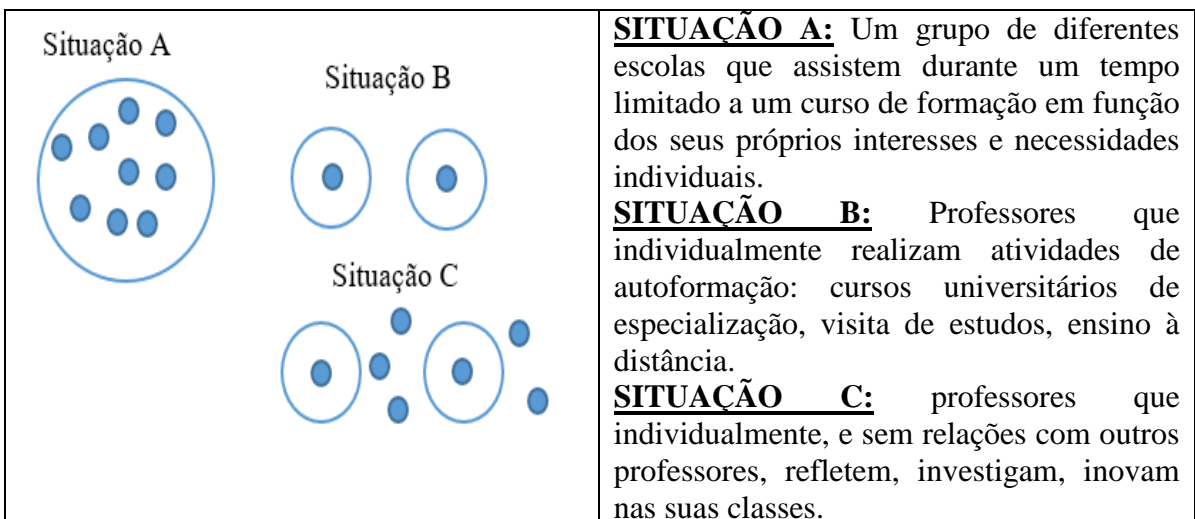 Situação A
Situação B
Situação C
SITUAÇÃO A: Um grupo de diferentes
escolas que assistem durante um tempo
limitado a um curso de formação em função
dos seus próprios interesses e necessidades
individuais.
SITUAÇÃO B: Professores que
individualmente realizam atividades de
autoformação: cursos universitários de
especialização, visita de estudos, ensino à
distância.
SITUAÇÃO C: professores que
individualmente, e sem relações com outros
professores, refletem, investigam, inovam
nas suas classes.